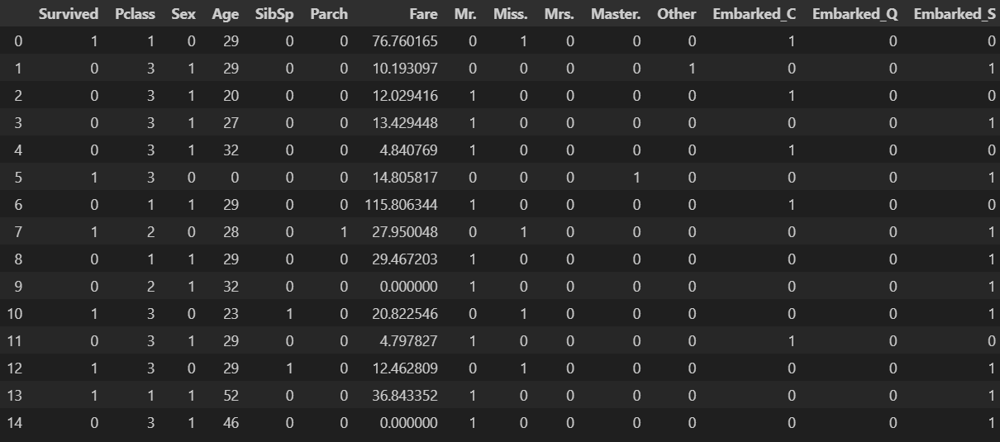 Survived Pclass Sex Age SibSp Parch Fare Mr. Miss. Mrs. Master. Other Embarked_C Embarked_Q Embarked_S
0 1 1 0 29 0 0 76.760165 0 1 0 0 0 1 0 0
1 0 3 1 29 0 0 10.193097 0 0 0 0 1 0 0 1
2 0 3 1 20 0 0 12.029416 1 0 0 0 0 1 0 0
3 0 3 1 27 0 0 13.429448 1 0 0 0 0 0 0 1
4 0 3 1 32 0 0 4.840769 1 0 0 0 0 1 0 0
5 1 3 0 0 0 0 14.805817 0 0 0 1 0 0 0 1
6 0 1 1 29 0 0 115.806344 1 0 0 0 0 1 0 0
7 1 2 0 28 0 1 27.950048 0 1 0 0 0 0 0 1
8 0 1 1 29 0 0 29.467203 1 0 0 0 0 0 0 1
9 0 2 1 32 0 0 0.000000 1 0 0 0 0 0 0 1
10 1 3 0 23 1 0 20.822546 0 1 0 0 0 0 0 1
11 0 3 1 29 0 0 4.797827 1 0 0 0 0 1 0 0
12 1 3 0 29 1 0 12.462809 0 1 0 0 0 0 0 1
13 1 1 1 52 0 0 36.843352 1 0 0 0 0 0 0 1
14 0 3 1 46 0 0 0.000000 1 0 0 0 0 0 0 1